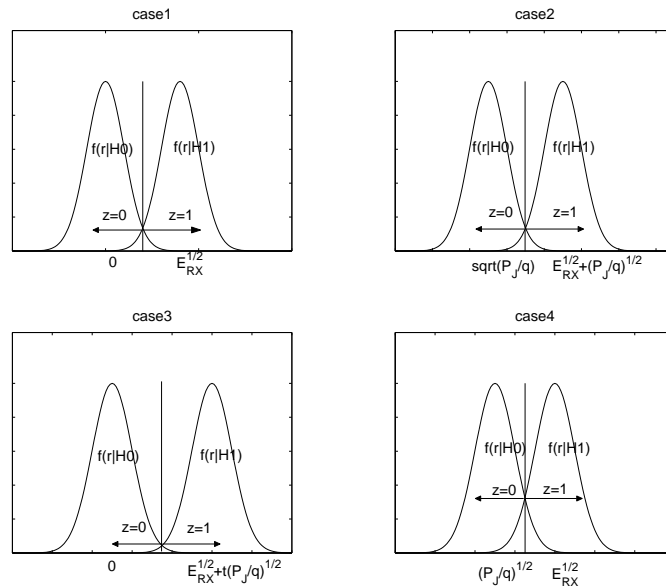 case1
f(r|H0)
f(r|H1)
z=0
z=1
0
E_RX^1/2
case2
f(r|H0)
f(r|H1)
z=0
z=1
sqrt(P_J/q)
E_RX^1/2+(P_J/q)^1/2
case3
f(r|H0)
f(r|H1)
z=0
z=1
0
E_RX^1/2+t(P_J/q)^1/2
case4
f(r|H0)
f(r|H1)
z=0
z=1
(P_J/q)^1/2
E_RX^1/2